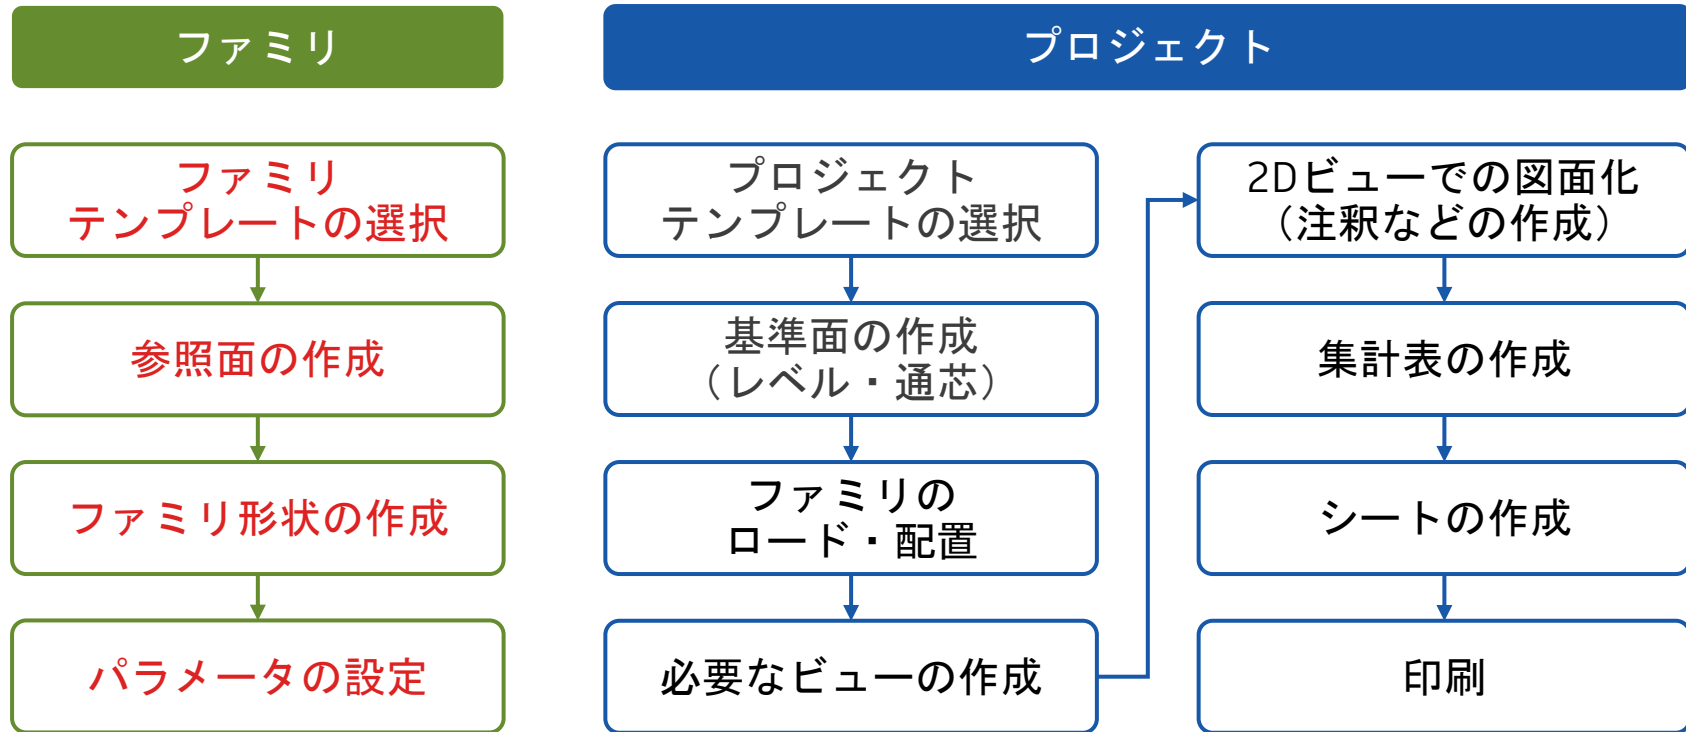 ファミリ
プロジェクト
ファミリ
テンプレートの選択
参照面の作成
ファミリ形状の作成
パラメータの設定
プロジェクト
テンプレートの選択
基準面の作成
（レベル・通芯）
ファミリの
ロード・配置
必要なビューの作成
2Dビューでの図面化
（注釈などの作成）
集計表の作成
シートの作成
印刷